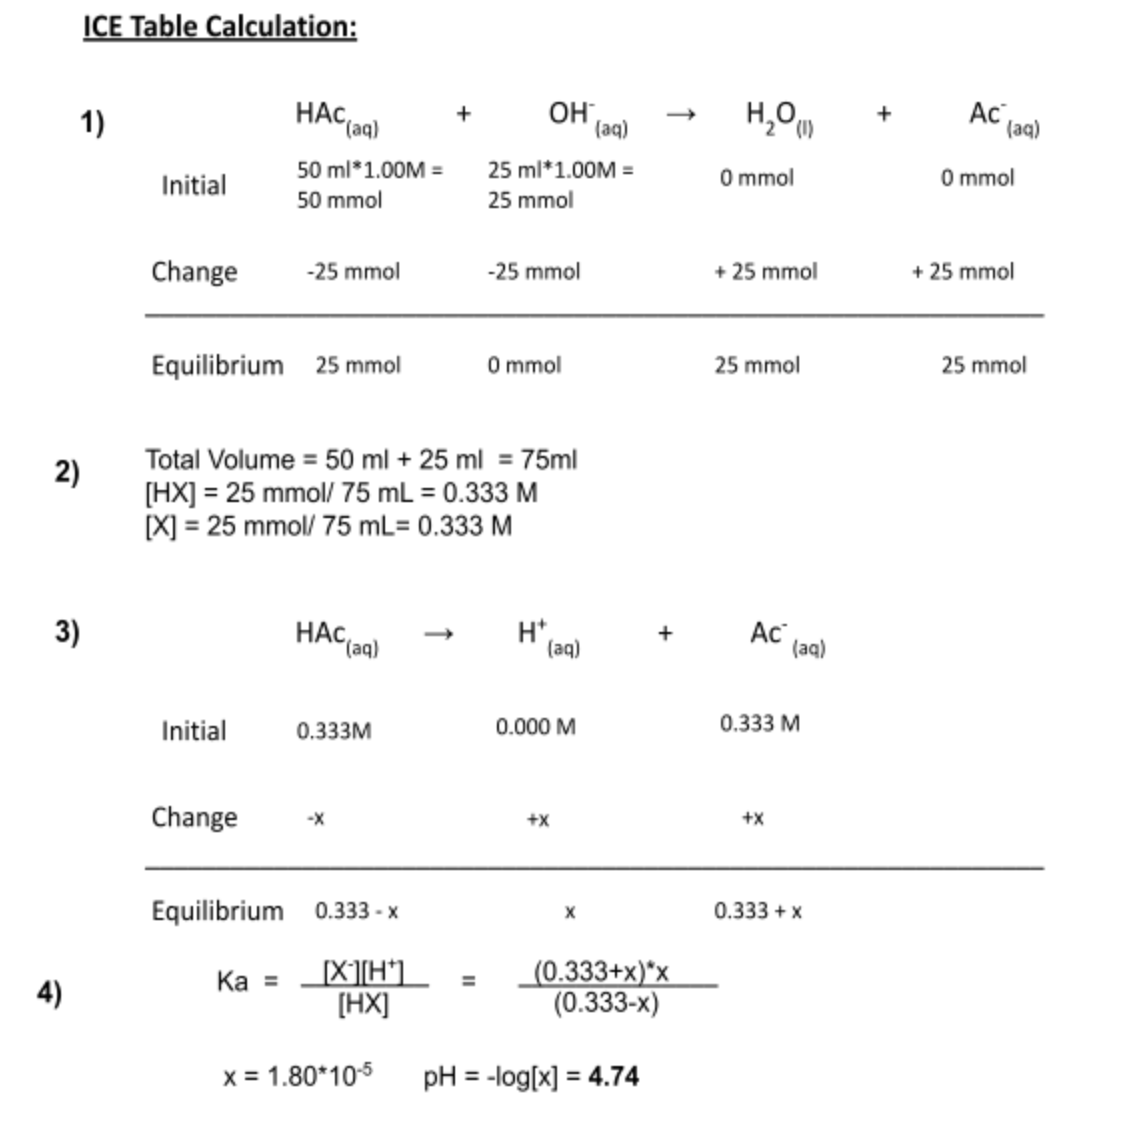 ICE Table Calculation:
1) HAc(aq) + OH⁻(aq) → H₂O(l) + Ac⁻(aq)
Initial 50 ml*1.00M = 25 ml*1.00M = 0 mmol 0 mmol
50 mmol 25 mmol
Change -25 mmol -25 mmol + 25 mmol + 25 mmol
Equilibrium 25 mmol 0 mmol 25 mmol 25 mmol
2) Total Volume = 50 ml + 25 ml = 75ml
[HX] = 25 mmol/ 75 mL = 0.333 M
[X] = 25 mmol/ 75 mL= 0.333 M
3) HAc(aq) → H⁺(aq) + Ac⁻(aq)
Initial 0.333M 0.000 M 0.333 M
Change -x +x +x
Equilibrium 0.333 - x x 0.333 + x
4) Ka = [X⁻][H⁺] = (0.333+x)*x
[HX] (0.333-x)
x = 1.80*10⁻⁵ pH = -log[x] = 4.74